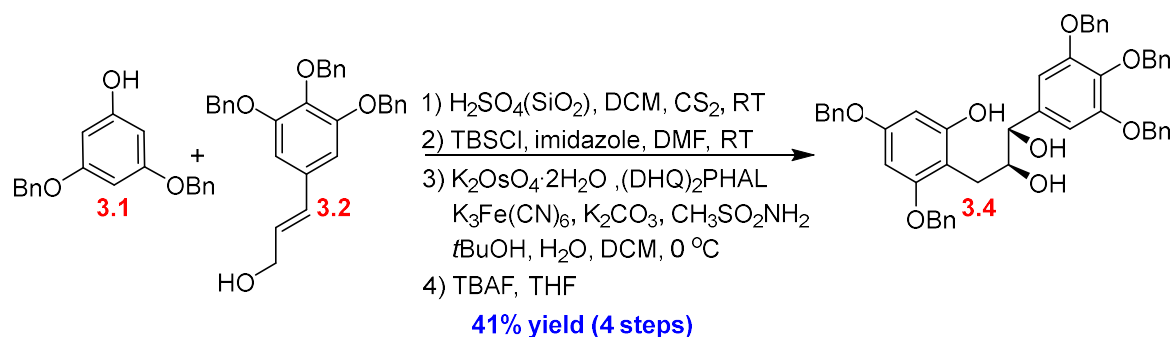 OH
BnO
OBn
3.1
+
OBn
BnO
OBn
HO
3.2
1) H₂SO₄(SiO₂), DCM, CS₂, RT
2) TBSCl, imidazole, DMF, RT
3) K₂OsO₄·2H₂O ,(DHQ)₂PHAL
K₃Fe(CN)₆, K₂CO₃, CH₃SO₂NH₂
tBuOH, H₂O, DCM, 0 ºC
4) TBAF, THF
41% yield (4 steps)
OBn
OBn
OBn
BnO
OH
OH
OH
OBn
3.4